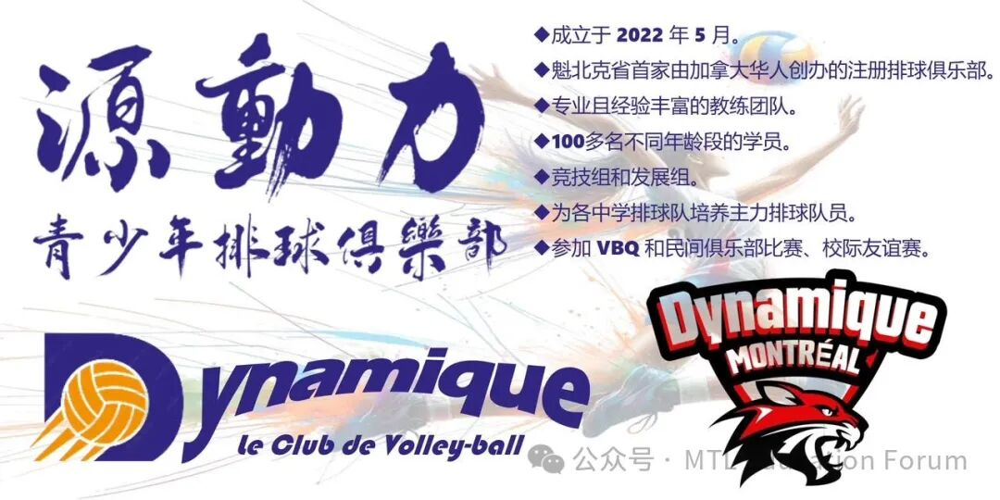 源動力
青少年排球俱樂部
◆成立于 2022 年 5 月。
◆魁北克省首家由加拿大华人创办的注册排球俱乐部。
◆专业且经验丰富的教练团队。
◆100多名不同年龄段的学员。
◆竞技组和发展组。
◆为各中学排球队培养主力排球队员。
◆参加 VBQ 和民间俱乐部比赛、校际友谊赛。
Dynamique
Le Club de Volley-ball
Dynamique
MONTRÉAL
公众号 · MTL Education Forum